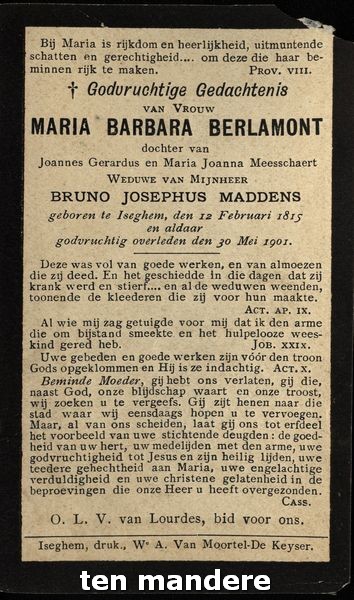 Bij Maria is rijkdom en heerlijkheid, uitmuntende
schatten en gerechtigheid.... om deze die haar be-
minnen rijk te maken. Prov. VIII.
† Godvruchtige Gedachtenis
VAN VROUW
MARIA BARBARA BERLAMONT
dochter van
Joannes Gerardus en Maria Joanna Meesschaert
Weduwe van Mijnheer
BRUNO JOSEPHUS MADDENS
geboren te Iseghem, den 12 Februari 1815
en aldaar
godvruchtig overleden den 30 Mei 1901.
Deze was vol van goede werken, en van almoezen
die zij deed. En het geschiedde in die dagen dat zij
krank werd en stierf.... en al de weduwen weenden,
toonende de kleederen die zij voor hun maakte.
Act. ap. IX.
Al wie mij zag getuigde voor mij dat ik den arme
die om bijstand smeekte en het hulpelooze wees-
kind gered heb. Job. XXIX.
Uwe gebeden en goede werken zijn vóór den troon
Gods opgeklommen en Hij is ze indachtig. Act. X.
Beminde Moeder, gij hebt ons verlaten, gij die,
naast God, onze blijdschap waart en onze troost,
wij zoeken u te vergeefs. Gij zijt henen naar die
stad waar wij eensdaags hopen u te vervoegen.
Maar, al van ons scheiden, laat gij ons tot erfdeel
het voorbeeld van uwe stichtende deugden : de goed-
heid van u hert, uw medelijden met den arme, uwe
godvruchtigheid tot Jesus en zijn heilig lijden, uwe
teedere gehechtheid aan Maria, uwe engelachtige
verduldigheid en uwe christene gelatenheid in de
beproevingen die onze Heer u heeft overgezonden.
Cass.
O. L. V. van Lourdes, bid voor ons.
Iseghem, druk., We A. Van Moortel-De Keyser.
ten mandere